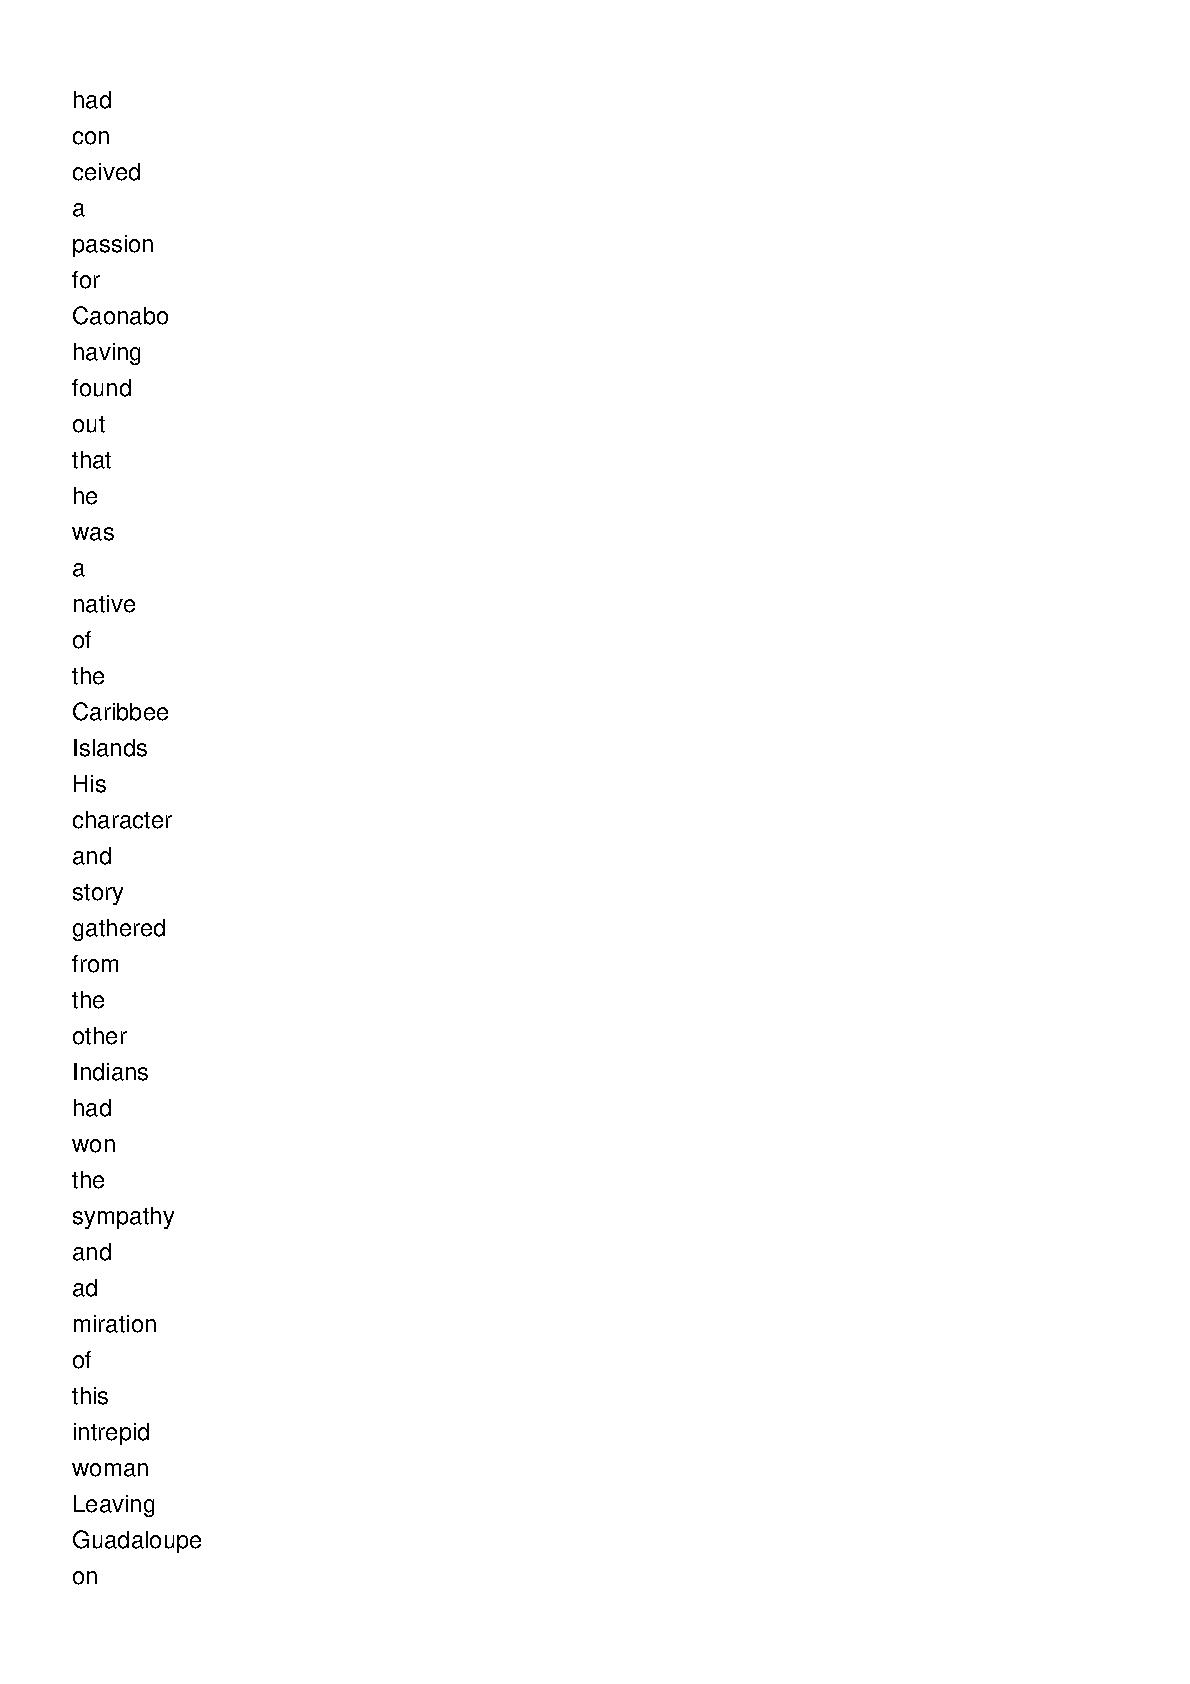 had
con
ceived
a
passion
for
Caonabo
having
found
out
that
he
was
a
native
of
the
Caribbee
Islands
His
character
and
story
gathered
from
the
other
Indians
had
won
the
sympathy
and
ad
miration
of
this
intrepid
woman
Leaving
Guadaloupe
on